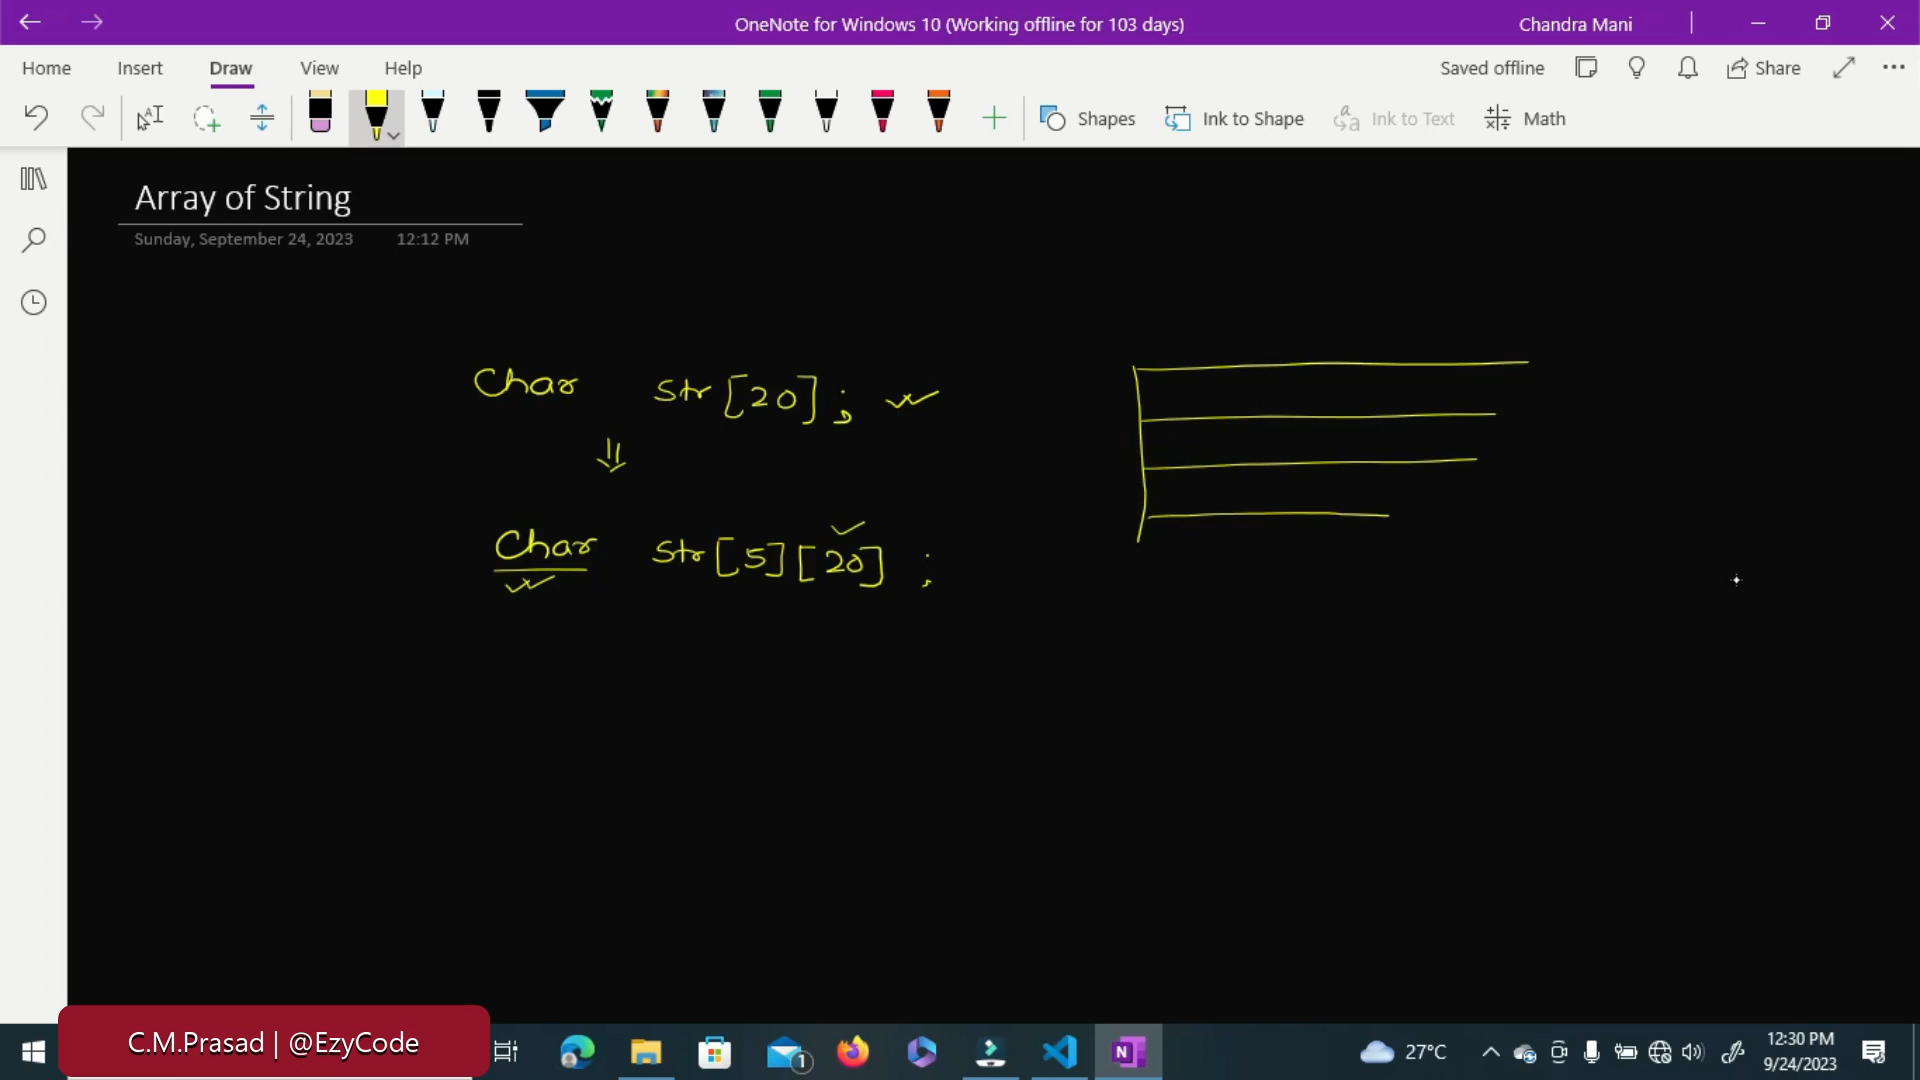 OneNote for Windows 10 (Working offline for 103 days)
Chandra Mani
Home Insert Draw View Help
Saved offline
Share
Shapes
Ink to Shape
Ink to Text
Math
Array of String
Sunday, September 24, 2023 12:12 PM
Char Str[20];
Char Str[5][20] ;
C.M.Prasad | @EzyCode
1
27°C
12:30 PM
9/24/2023